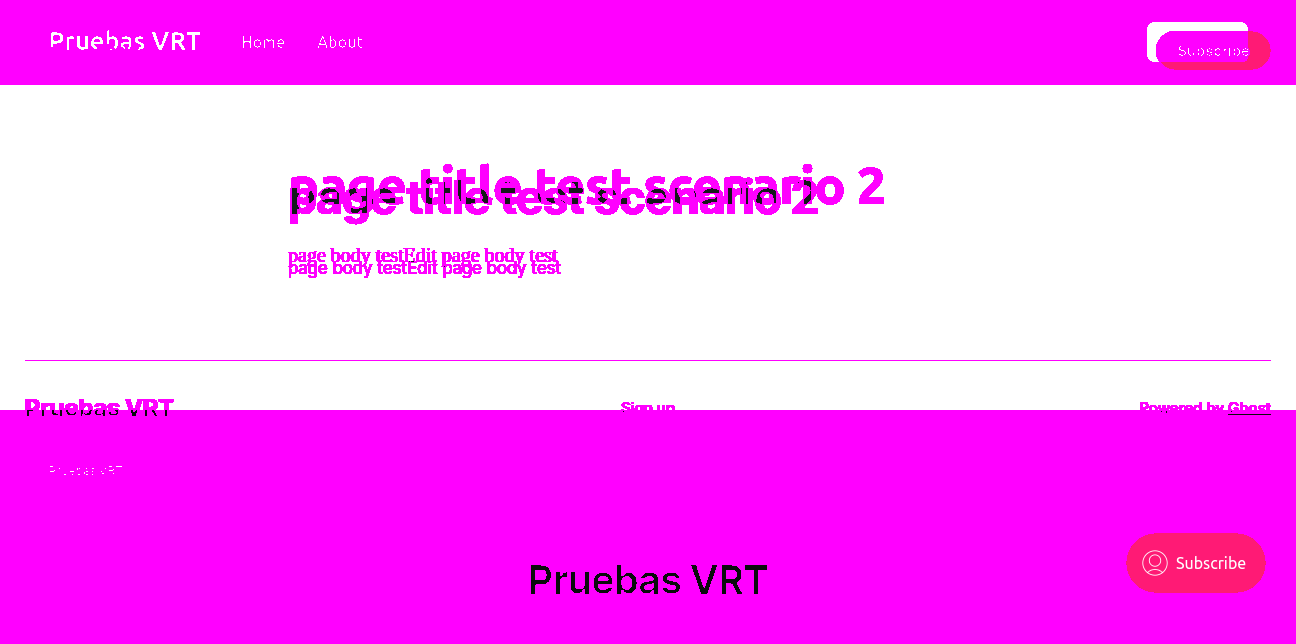 Pruebas VRT Home About Subscribe
page title test scenario 2
page title test scenario 2
page body testEdit page body test
page body testEdit page body test
Pruebas VRT Sign up Powered by Ghost
Pruebas VRT
Subscribe
Pruebas VRT